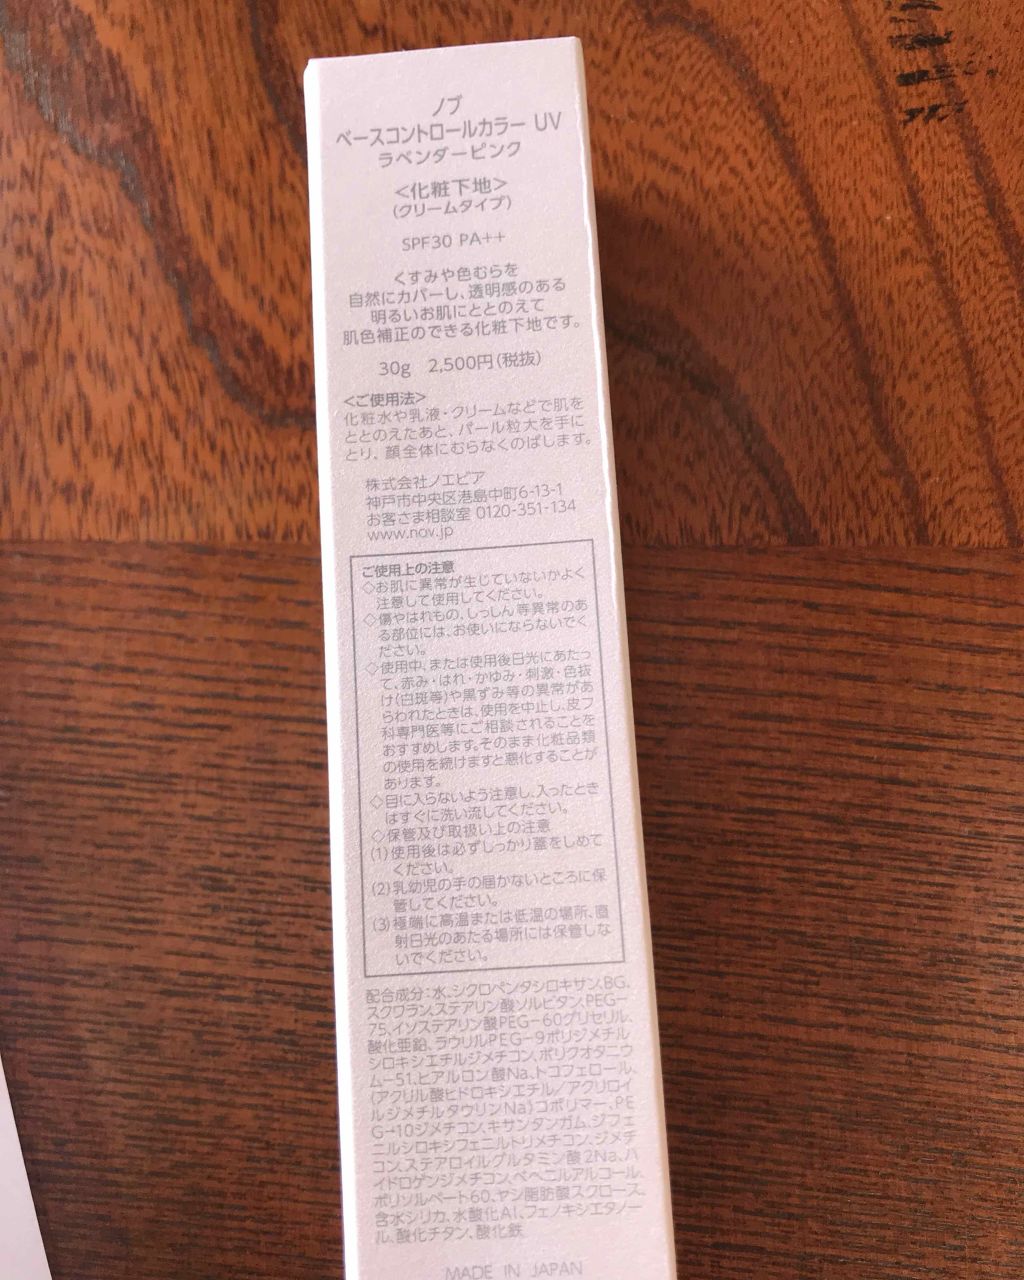 ノブ
ベースコントロールカラー UV
ラベンダーピンク
<化粧下地>
(クリームタイプ)
SPF30 PA++
くすみや色むらを
自然にカバーし、透明感のある
明るいお肌にととのえて
肌色補正のできる化粧下地です。
30g 2,500円(税抜)
<ご使用法>
化粧水や乳液・クリームなどで肌を
ととのえたあと、パール粒大を手に
とり、顔全体にむらなくのばします。
株式会社ノエビア
神戸市中央区港島中町6-13-1
お客さま相談室 0120-351-134
www.nov.jp
ご使用上の注意
◇お肌に異常が生じていないかよく
注意して使用してください。
◇傷やはれもの、しっしん等異常のあ
る部位には、お使いにならないでく
ださい。
◇使用中、または使用後日光にあたっ
て、赤み・はれ・かゆみ・刺激・色抜
け(白斑等)や黒ずみ等の異常があ
らわれたときは、使用を中止し、皮フ
科専門医等にご相談されることを
おすすめします。そのまま化粧品類
の使用を続けますと悪化することが
あります。
◇目に入らないよう注意し、入ったとき
はすぐに洗い流してください。
◇保管及び取扱い上の注意
(1)使用後は必ずしっかり蓋をしめて
ください。
(2)乳幼児の手の届かないところに保
管してください。
(3)極端に高温または低温の場所、直
射日光のあたる場所には保管しな
いでください。
配合成分:水、シクロペンタシロキサン、BG、
スクワラン、ステアリン酸ソルビタン、PEG-
75、イソステアリン酸PEG-60グリセリル、
酸化亜鉛、ラウリルPEG-9ポリジメチル
シロキシエチルジメチコン、ポリクオタニウ
ム-51、ヒアルロン酸Na、トコフェロール、
(アクリル酸ヒドロキシエチル/アクリロイ
ルジメチルタウリンNa)コポリマー、PE
G-10ジメチコン、キサンタンガム、ジフェ
ニルシロキシフェニルトリメチコン、ジメチ
コン、ステアロイルグルタミン酸2Na、ハ
イドロゲンジメチコン、ベヘニルアルコール、
ポリソルベート60、ヤシ脂肪酸スクロース、
含水シリカ、水酸化Al、フェノキシエタノー
ル、酸化チタン、酸化鉄
MADE IN JAPAN